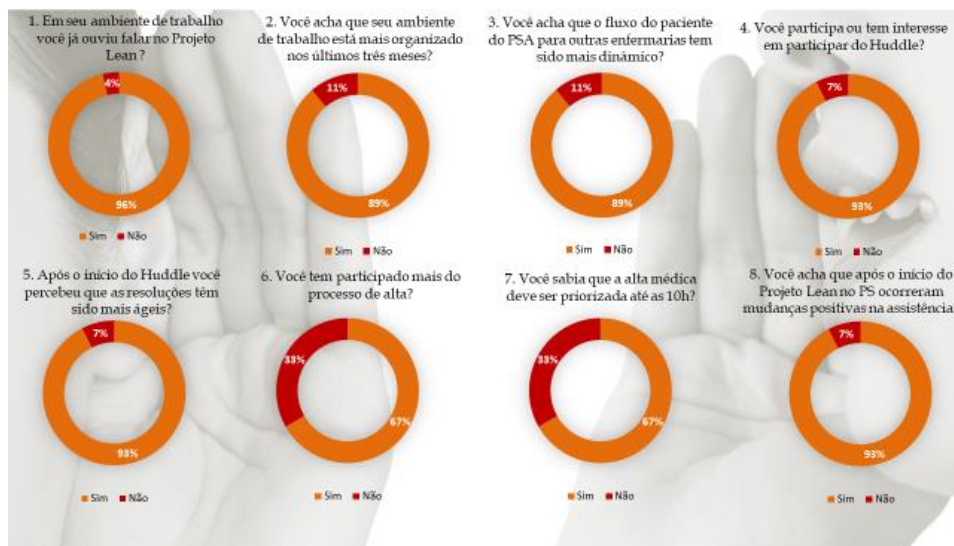 1. Em seu ambiente de trabalho
você já ouviu falar no Projeto
Lean ?
4%
96%
Sim Não
2. Você acha que seu ambiente
de trabalho está mais organizado
nos últimos três meses?
11%
89%
Sim Não
3. Você acha que o fluxo do paciente
do PSA para outras enfermarias tem
sido mais dinâmico?
11%
89%
Sim Não
4. Você participa ou tem interesse
em participar do Huddle?
7%
93%
Sim Não
5. Após o início do Huddle você
percebeu que as resoluções têm
sido mais ágeis?
7%
93%
Sim Não
6. Você tem participado mais do
processo de alta?
33%
67%
Sim Não
7. Você sabia que a alta médica
deve ser priorizada até as 10h?
33%
67%
Sim Não
8. Você acha que após o início do
Projeto Lean no PS ocorreram
mudanças positivas na assistência
7%
93%
Sim Não